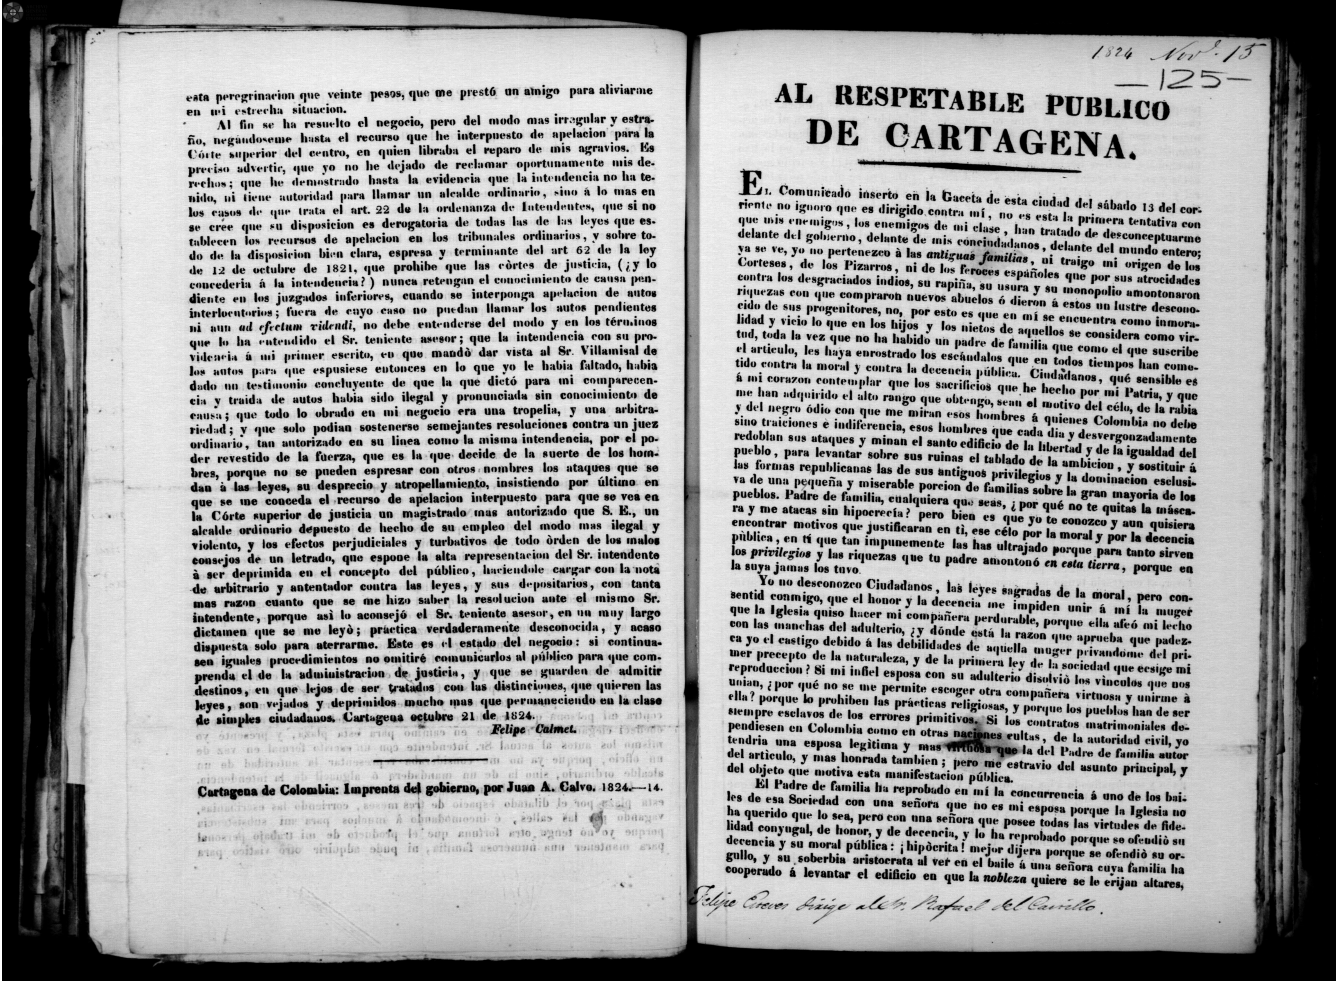 esta peregrinacion que veinte pesos, que me prestó un amigo para aliviarme
en mi estrecha situacion.
Al fin se ha resuelto el negocio, pero del modo mas irregular y estra-
ño, negándoseme hasta el recurso que he interpuesto de apelacion para la
Córte superior del centro, en quien libraba el reparo de mis agravios. Es
preciso advertir, que yo no he dejado de reclamar oportunamente mis de-
rechos; que he demostrado hasta la evidencia que la intendencia no ha te-
nido, ni tiene autoridad para llamar un alcalde ordinario, sino á lo mas en
los casos de que trata el art. 22 de la ordenanza de Intendentes, que si no
se cree que su disposicion es derogatoria de todas las de las leyes que es-
tablecen los recursos de apelacion en los tribunales ordinarios, y sobre to-
do de la disposicion bien clara, espresa y terminante del art 62 de la ley
de 12 de octubre de 1821, que prohibe que las còrtes de justicia, (¿y lo
concederia á la intendencia?) nunca retengan el conocimiento de causa pen-
diente en los juzgados inferiores, cuando se interponga apelacion de autos
interlocutorios; fuera de cuyo caso no puedan llamar los autos pendientes
ni aun ad efectum videndi, no debe entenderse del modo y en los términos
que lo ha entendido el Sr. teniente asesor; que la intendencia con su pro-
videncia á mi primer escrito, en que mandò dar vista al Sr. Villamisal de
los autos para que espusiese entonces en lo que yo le habia faltado, habia
dado un testimonio concluyente de que la que dictó para mi comparecen-
cia y traida de autos habia sido ilegal y pronunciada sin conocimiento de
causa; que todo lo obrado en mi negocio era una tropelia, y una arbitra-
riedad; y que solo podian sostenerse semejantes resoluciones contra un juez
ordinario, tan autorizado en su linea como la misma intendencia, por el po-
der revestido de la fuerza, que es la que decide de la suerte de los hom-
bres, porque no se pueden espresar con otros nombres los ataques que se
dan á las leyes, su desprecio y atropellamiento, insistiendo por último en
que se me conceda el recurso de apelacion interpuesto para que se vea en
la Córte superior de justicia un magistrado mas autorizado que S. E., un
alcalde ordinario depuesto de hecho de su empleo del modo mas ilegal y
violento, y los efectos perjudiciales y turbativos de todo òrden de los malos
consejos de un letrado, que espone la alta representacion del Sr. intendente
á ser deprimida en el concepto del público, haciendole cargar con la nota
de arbitrario y antentador contra las leyes, y sus depositarios, con tanta
mas razon cuanto que se me hizo saber la resolucion ante el mismo Sr.
intendente, porque asì lo aconsejó el Sr. teniente asesor, en un muy largo
dictamen que se me leyò; pràctica verdaderamente desconocida, y acaso
dispuesta solo para aterrarme. Este es el estado del negocio: si continua-
sen iguales procedimientos no omitiré comunicarlos al público para que com-
prenda el de la administracion de justicia, y que se guarden de admitir
destinos, en que lejos de ser tratados con las distinciones, que quieren las
leyes, son vejados y deprimidos mucho mas que permaneciendo en la clase
de simples ciudadanos. Cartagena octubre 21 de 1824.
Felipe Calmet.
Cartagena de Colombia: Imprenta del gobierno, por Juan A. Calvo. 1824.—14.
1824 Nov. 15
—125—
AL RESPETABLE PUBLICO
DE CARTAGENA.
EL Comunicado inserto en la Gaceta de esta ciudad del sábado 13 del cor-
riente no ignoro que es dirigido contra mí, no es esta la primera tentativa con
que mis enemigos, los enemigos de mi clase, han tratado de desconceptuarme
delante del gobierno, delante de mis conciudadanos, delante del mundo entero;
ya se ve, yo no pertenezco à las antiguas familias, ni traigo mi origen de los
Corteses, de los Pizarros, ni de los feroces españoles que por sus atrocidades
contra los desgraciados indios, su rapiña, su usura y su monopolio amontonaron
riquezas con que compraron nuevos abuelos ó dieron á estos un lustre descono-
cido de sus progenitores, no, por esto es que en mí se encuentra como inmora-
lidad y vicio lo que en los hijos y los nietos de aquellos se considera como vir-
tud, toda la vez que no ha habido un padre de familia que como el que suscribe
el articulo, les haya enrostrado los escándalos que en todos tiempos han come-
tido contra la moral y contra la decencia pública. Ciudadanos, qué sensible es
á mi corazon contemplar que los sacrificios que he hecho por mi Patria, y que
me han adquirido el alto rango que obtengo, sean el motivo del célo, de la rabia
y del negro ódio con que me miran esos hombres á quienes Colombia no debe
sino traiciones é indiferencia, esos hombres que cada dia y desvergonzadamente
redoblan sus ataques y minan el santo edificio de la libertad y de la igualdad del
pueblo, para levantar sobre sus ruinas el tablado de la ambicion, y sostituir á
las formas republicanas las de sus antiguos privilegios y la dominacion esclusi-
va de una pequeña y miserable porcion de familias sobre la gran mayoria de los
pueblos. Padre de familia, cualquiera que seas, ¿por qué no te quitas la másca-
ra y me atacas sin hipocrecía? pero bien es que yo te conozco y aun quisiera
encontrar motivos que justificaran en tì, ese célo por la moral y por la decencia
pùblica, en tí que tan impunemente las has ultrajado porque para tanto sirven
los privilegios y las riquezas que tu padre amontonó en esta tierra, porque en
la suya jamas los tuvo.
Yo no desconozco Ciudadanos, las leyes sagradas de la moral, pero con-
sentid conmigo, que el honor y la decencia me impiden unir á mí la muger
que la Iglesia quiso hacer mi compañera perdurable, porque ella afeó mi lecho
con las manchas del adulterio, ¿y dónde está la razon que aprueba que padez-
ca yo el castigo debido á las debilidades de aquella muger privandome del pri-
mer precepto de la naturaleza, y de la primera ley de la sociedad que ecsige mi
reproduccion? Si mi infiel esposa con su adulterio disolvió los vìnculos que nos
unian, ¿por qué no se me permite escoger otra compañera virtuosa y unirme á
ella? porque lo prohiben las prácticas religiosas, y porque los pueblos han de ser
siempre esclavos de los errores primitivos. Si los contratos matrimoniales de-
pendiesen en Colombia como en otras naciones cultas, de la autoridad civil, yo
tendria una esposa legitima y mas virtuosa que la del Padre de familia autor
del articulo, y mas honrada tambien; pero me estravio del asunto principal, y
del objeto que motiva esta manifestacion pública.
El Padre de familia ha reprobado en mí la concurrencia á uno de los bai-
les de esa Sociedad con una señora que no es mi esposa porque la Iglesia no
ha querido que lo sea, pero con una señora que posee todas las virtudes de fide-
lidad conyugal, de honor, y de decencia, y lo ha reprobado porque se ofendió su
decencia y su moral pública: ¡hipòcrita! mejor dijera porque se ofendió su or-
gullo, y su soberbia aristocrata al ver en el baile á una señora cuya familia ha
cooperado á levantar el edificio en que la nobleza quiere se le erijan altares,
Felipe dirige al Sr. Rafael del Castillo.